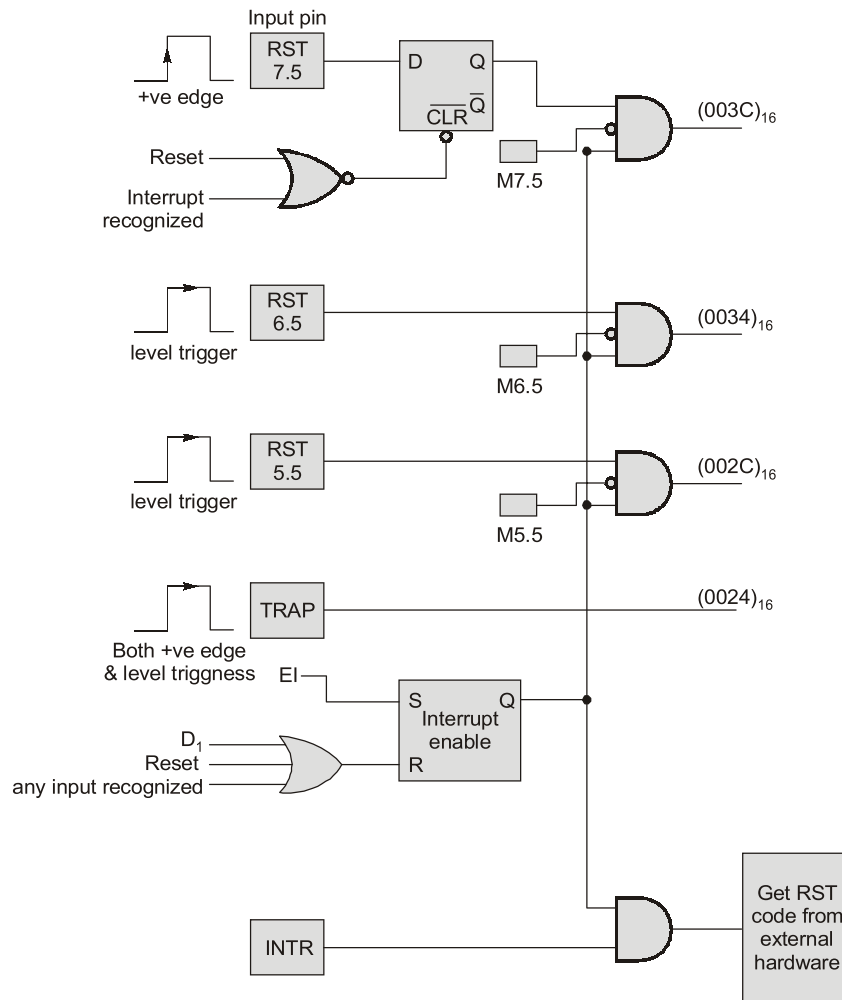 Input pin
RST
7.5
+ve edge
D
Q
Q̅
C̅L̅R̅
(003C)₁₆
Reset
Interrupt
recognized
M7.5
RST
6.5
level trigger
(0034)₁₆
M6.5
RST
5.5
level trigger
(002C)₁₆
M5.5
TRAP
(0024)₁₆
Both +ve edge
& level triggness
EI
S
Q
Interrupt
enable
R
D₁
Reset
any input recognized
INTR
Get RST
code from
external
hardware